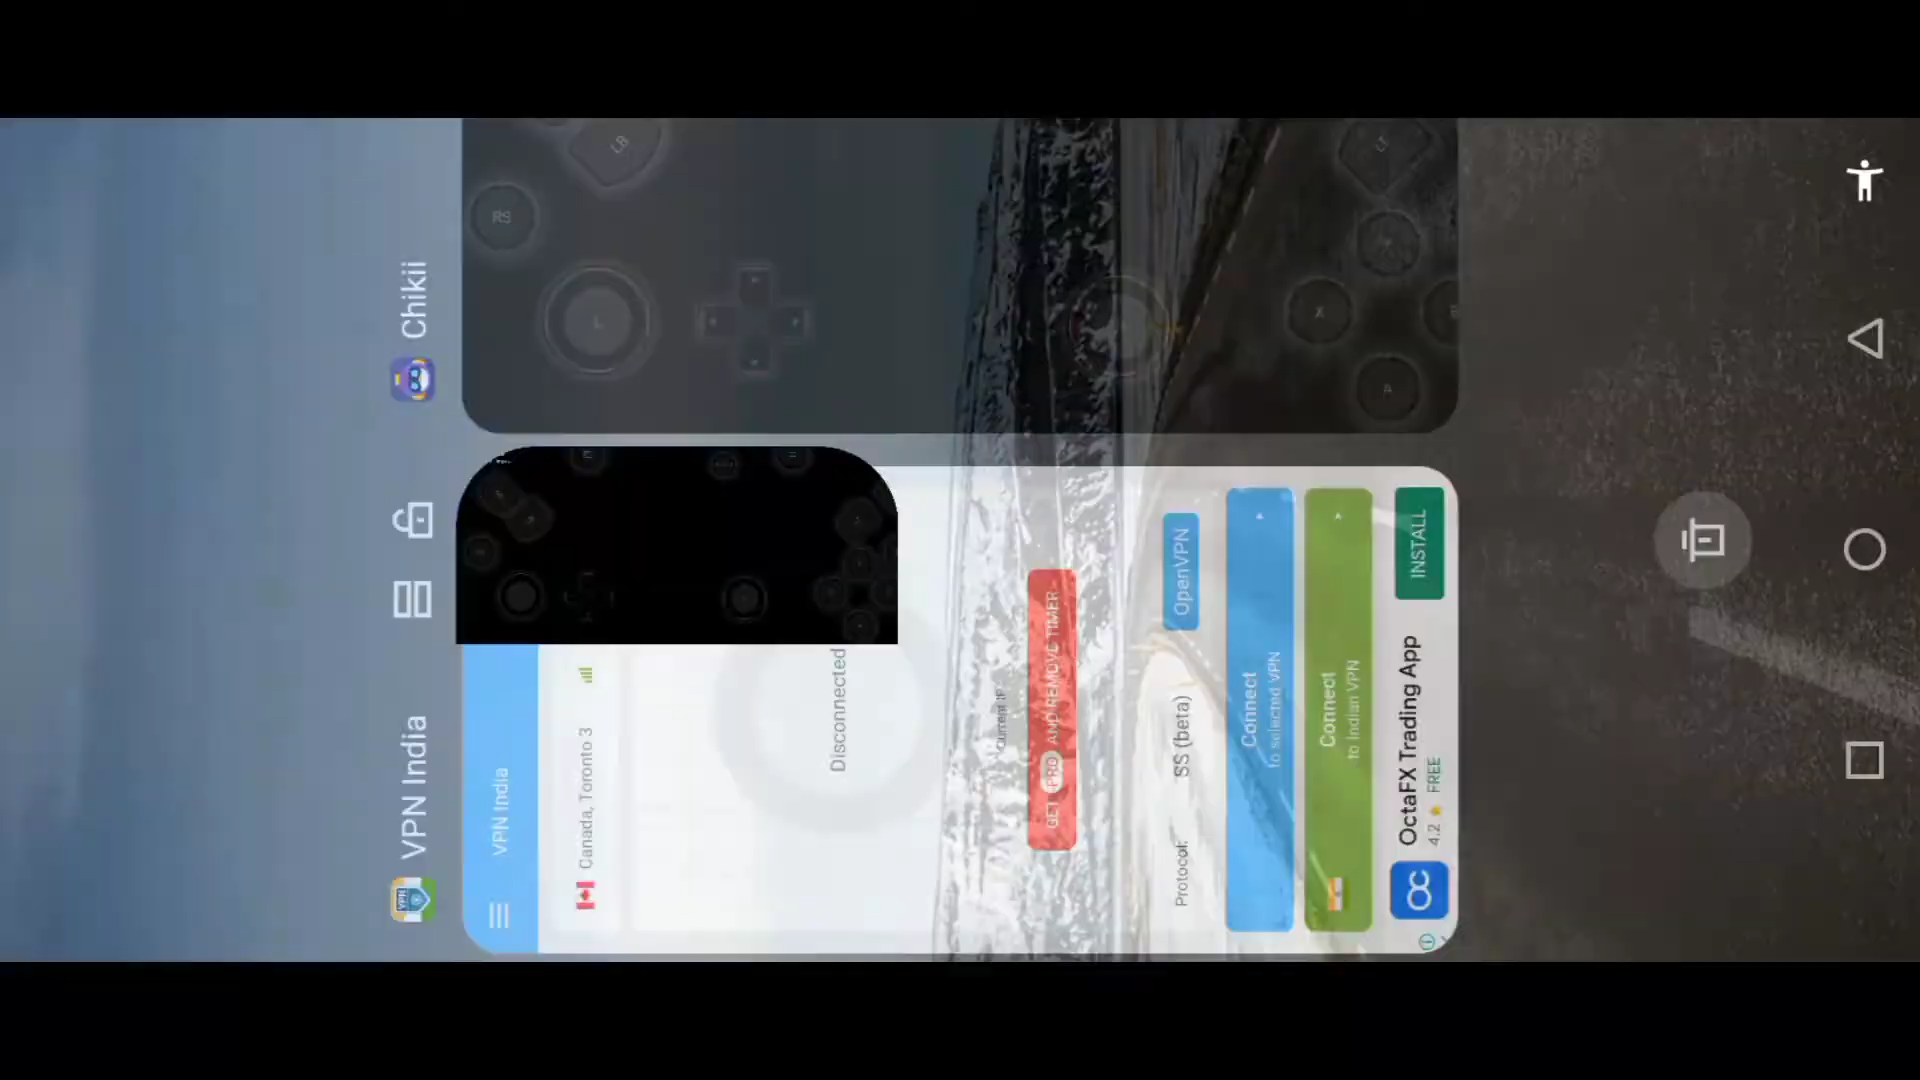 Chikii
RS
LB
LT
L
X
A
VPN India
VPN India
Canada, Toronto 3
Disconnected
Current IP
GET PRO AND REMOVE TIMER
Protocol:
SS (beta)
OpenVPN
Connect
to selected VPN
Connect
to Indian VPN
OctaFX Trading App
4.2 ★ FREE
INSTALL